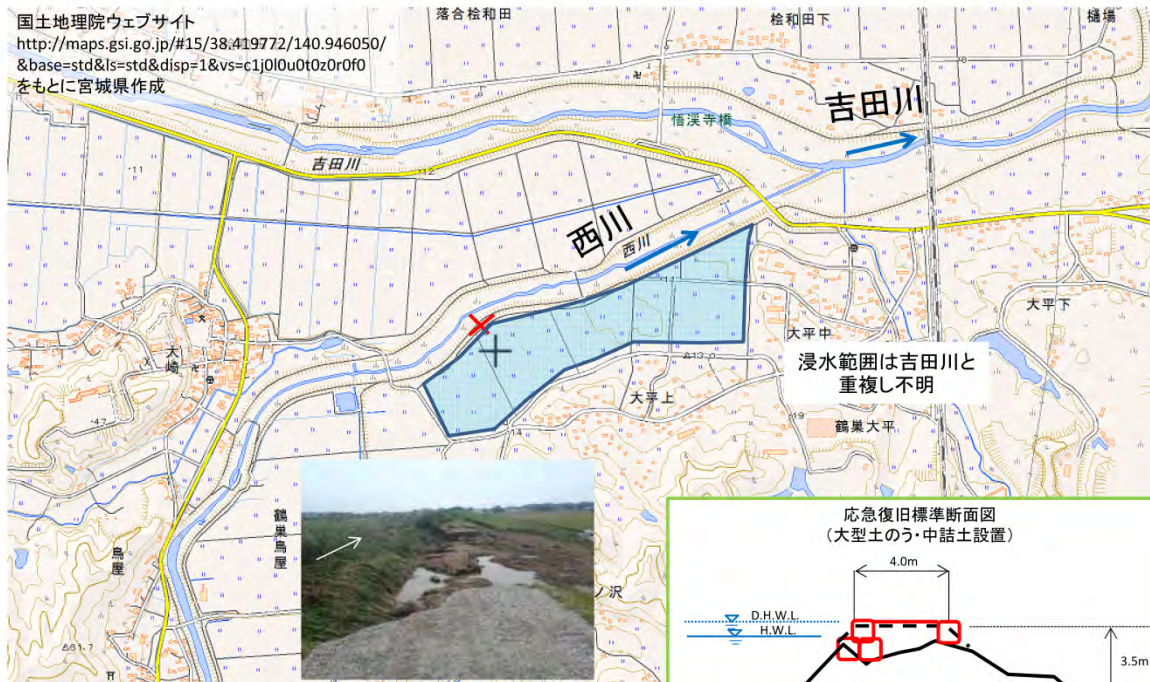 国土地理院ウェブサイト
http://maps.gsi.go.jp/#15/38.419772/140.946050/
&base=std&ls=std&disp=1&vs=c1j0l0u0t0z0r0f0
をもとに宮城県作成
落合桧和田
桧和田下
樋場
吉田川
悟渓寺橋
吉田川
西川
西川
大崎
大平下
大平中
浸水範囲は吉田川と
重複し不明
大平上
14
19
鶴巣大平
鶴巣鳥屋
鳥屋
ノ沢
応急復旧標準断面図
（大型土のう・中詰土設置）
4.0m
D.H.W.L.
H.W.L.
3.5m